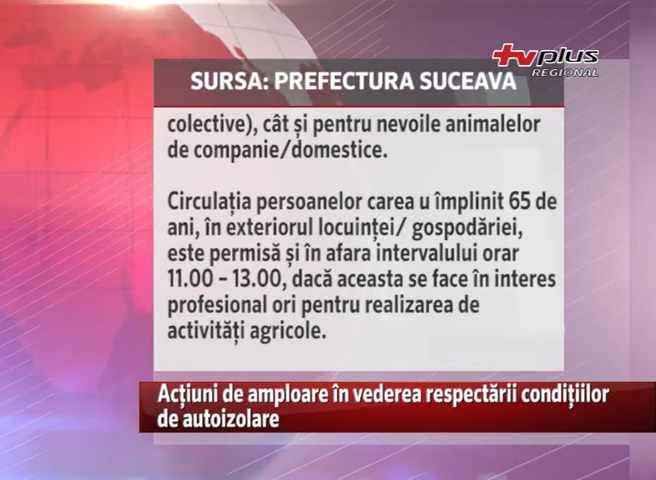 tvplus
REGIONAL
SURSA: PREFECTURA SUCEAVA
colective), cât și pentru nevoile animalelor
de companie/domestice.
Circulația persoanelor carea u împlinit 65 de
ani, în exteriorul locuinței/ gospodăriei,
este permisă și în afara intervalului orar
11.00 – 13.00, dacă aceasta se face în interes
profesional ori pentru realizarea de
activități agricole.
Acțiuni de amploare în vederea respectării condițiilor
de autoizolare